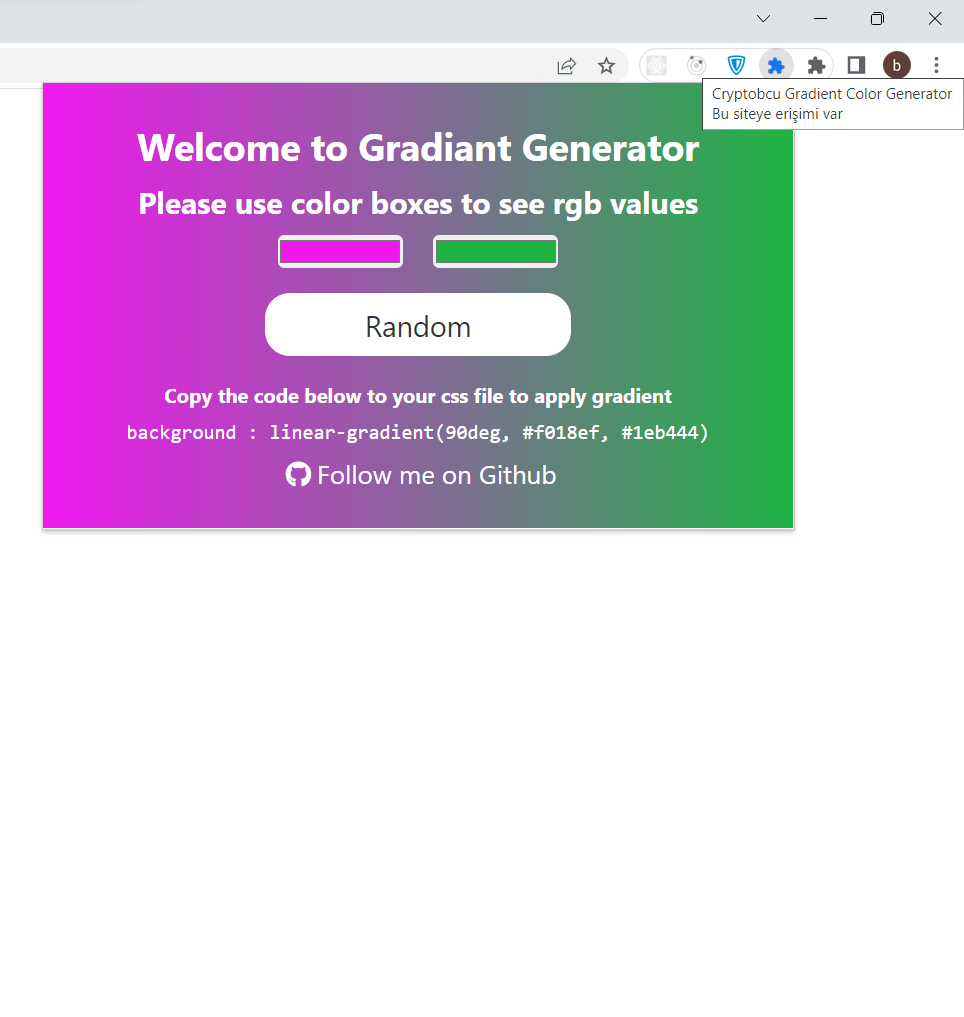 b
Cryptobcu Gradient Color Generator
Bu siteye erişimi var
Welcome to Gradiant Generator
Please use color boxes to see rgb values
Random
Copy the code below to your css file to apply gradient
background : linear-gradient(90deg, #f018ef, #1eb444)
Follow me on Github